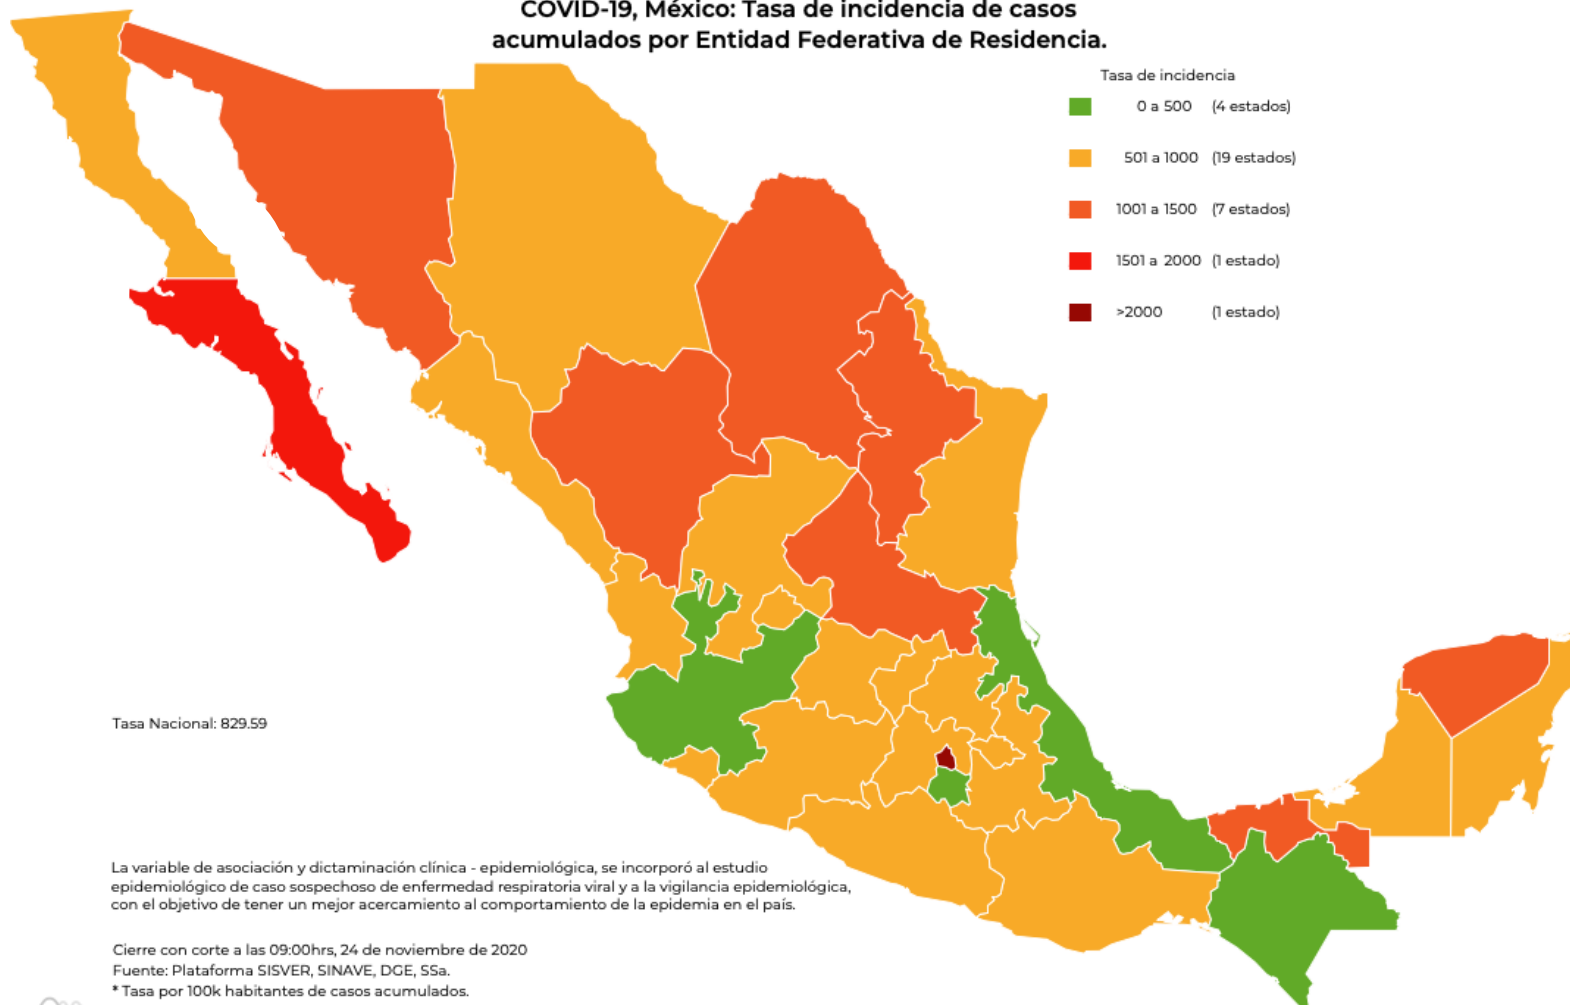 COVID-19, México: Tasa de incidencia de casos
acumulados por Entidad Federativa de Residencia.
Tasa de incidencia
0 a 500 (4 estados)
501 a 1000 (19 estados)
1001 a 1500 (7 estados)
1501 a 2000 (1 estado)
>2000 (1 estado)
Tasa Nacional: 829.59
La variable de asociación y dictaminación clínica - epidemiológica, se incorporó al estudio
epidemiológico de caso sospechoso de enfermedad respiratoria viral y a la vigilancia epidemiológica,
con el objetivo de tener un mejor acercamiento al comportamiento de la epidemia en el país.
Cierre con corte a las 09:00hrs, 24 de noviembre de 2020
Fuente: Plataforma SISVER, SINAVE, DGE, SSa.
* Tasa por 100k habitantes de casos acumulados.